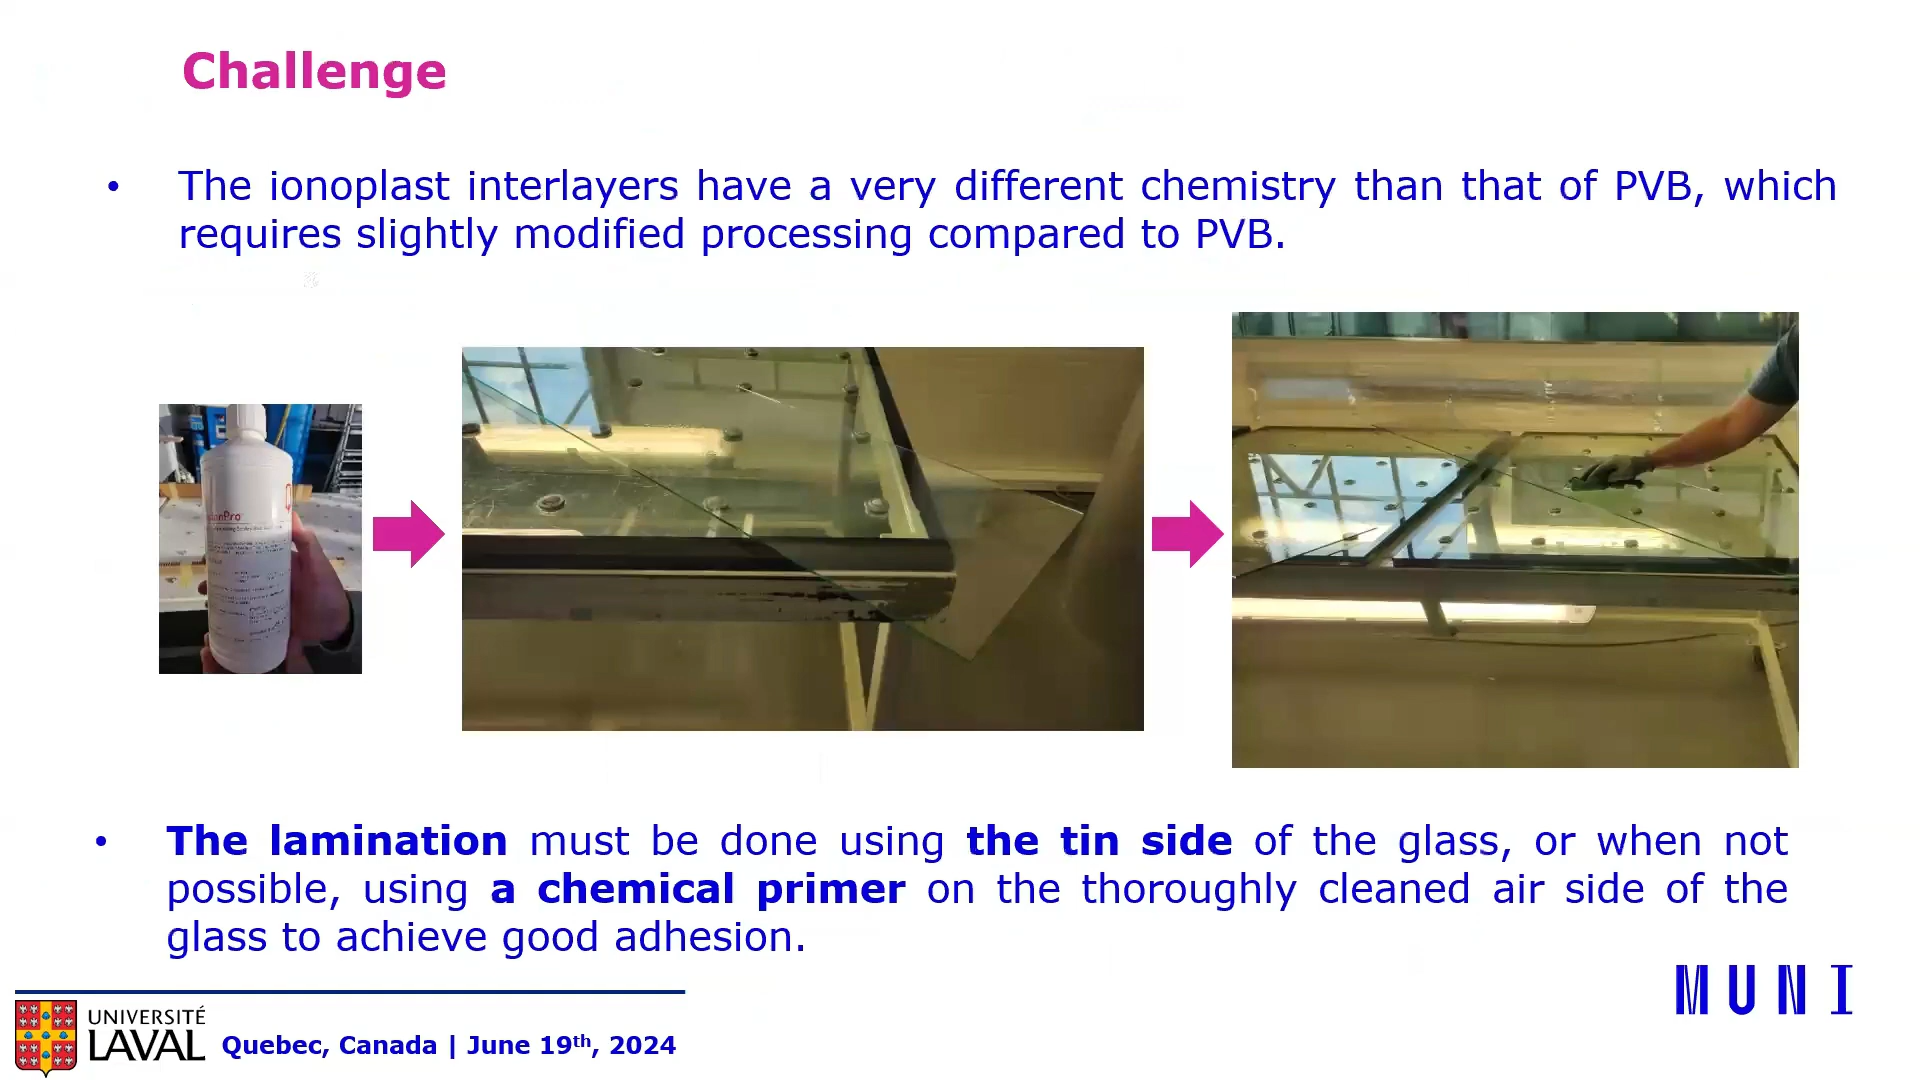 Challenge
• The ionoplast interlayers have a very different chemistry than that of PVB, which
requires slightly modified processing compared to PVB.
• The lamination must be done using the tin side of the glass, or when not
possible, using a chemical primer on the thoroughly cleaned air side of the
glass to achieve good adhesion.
MUNI
UNIVERSITÉ
LAVAL
Quebec, Canada | June 19th, 2024